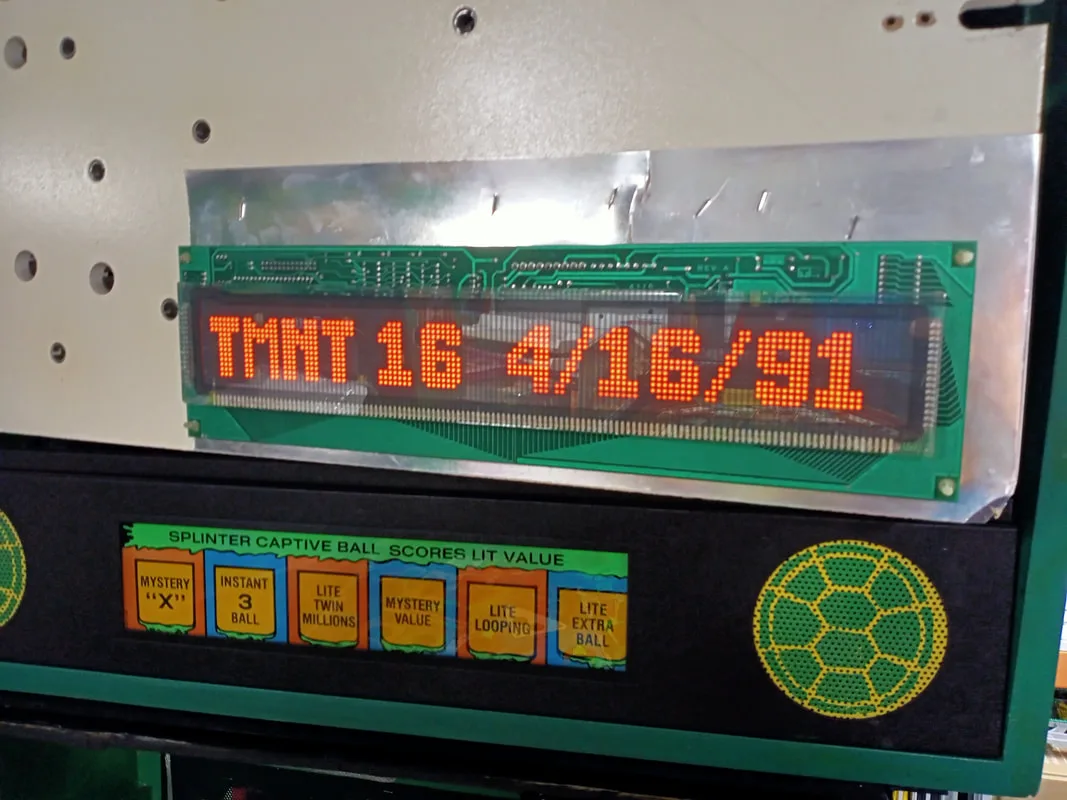 REV A
TMNT 16 4/16/91
SPLINTER CAPTIVE BALL SCORES LIT VALUE
MYSTERY
"X"
INSTANT
3
BALL
LITE
TWIN
MILLIONS
MYSTERY
VALUE
LITE
LOOPING
LITE
EXTRA
BALL